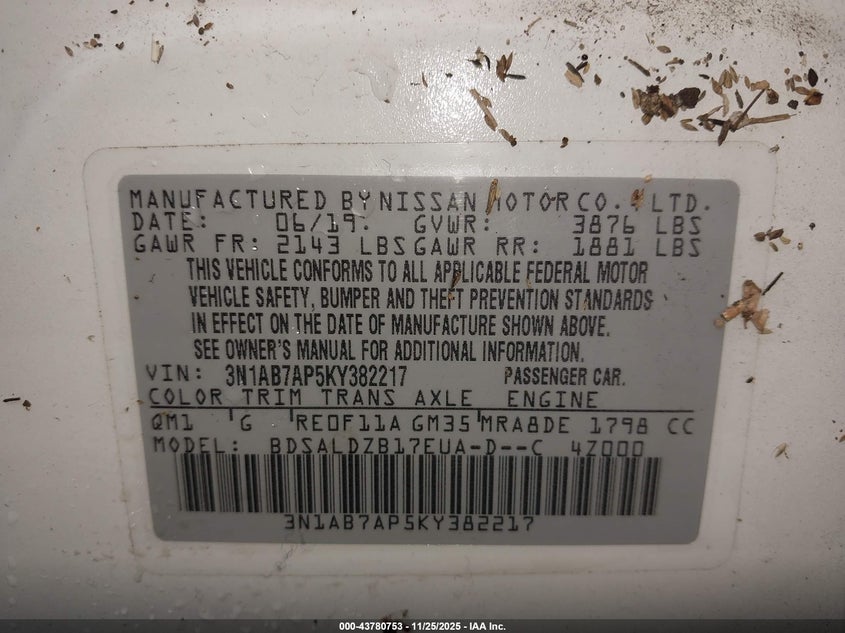 MANUFACTURED BY NISSAN MOTOR CO., LTD.
DATE: 06/19. GVWR: 3876 LBS
GAWR FR: 2143 LBS GAWR RR: 1881 LBS
THIS VEHICLE CONFORMS TO ALL APPLICABLE FEDERAL MOTOR
VEHICLE SAFETY, BUMPER AND THEFT PREVENTION STANDARDS
IN EFFECT ON THE DATE OF MANUFACTURE SHOWN ABOVE.
SEE OWNER'S MANUAL FOR ADDITIONAL INFORMATION.
VIN: 3N1AB7AP5KY382217 PASSENGER CAR.
COLOR TRIM TRANS AXLE ENGINE
QM1 G RE0F11A GM35 MRA8DE 1798 CC
MODEL: BDSALDZB17EUA-D--C 4Z000
3N1AB7AP5KY382217
000-43780753 - 11/25/2025 - IAA Inc.